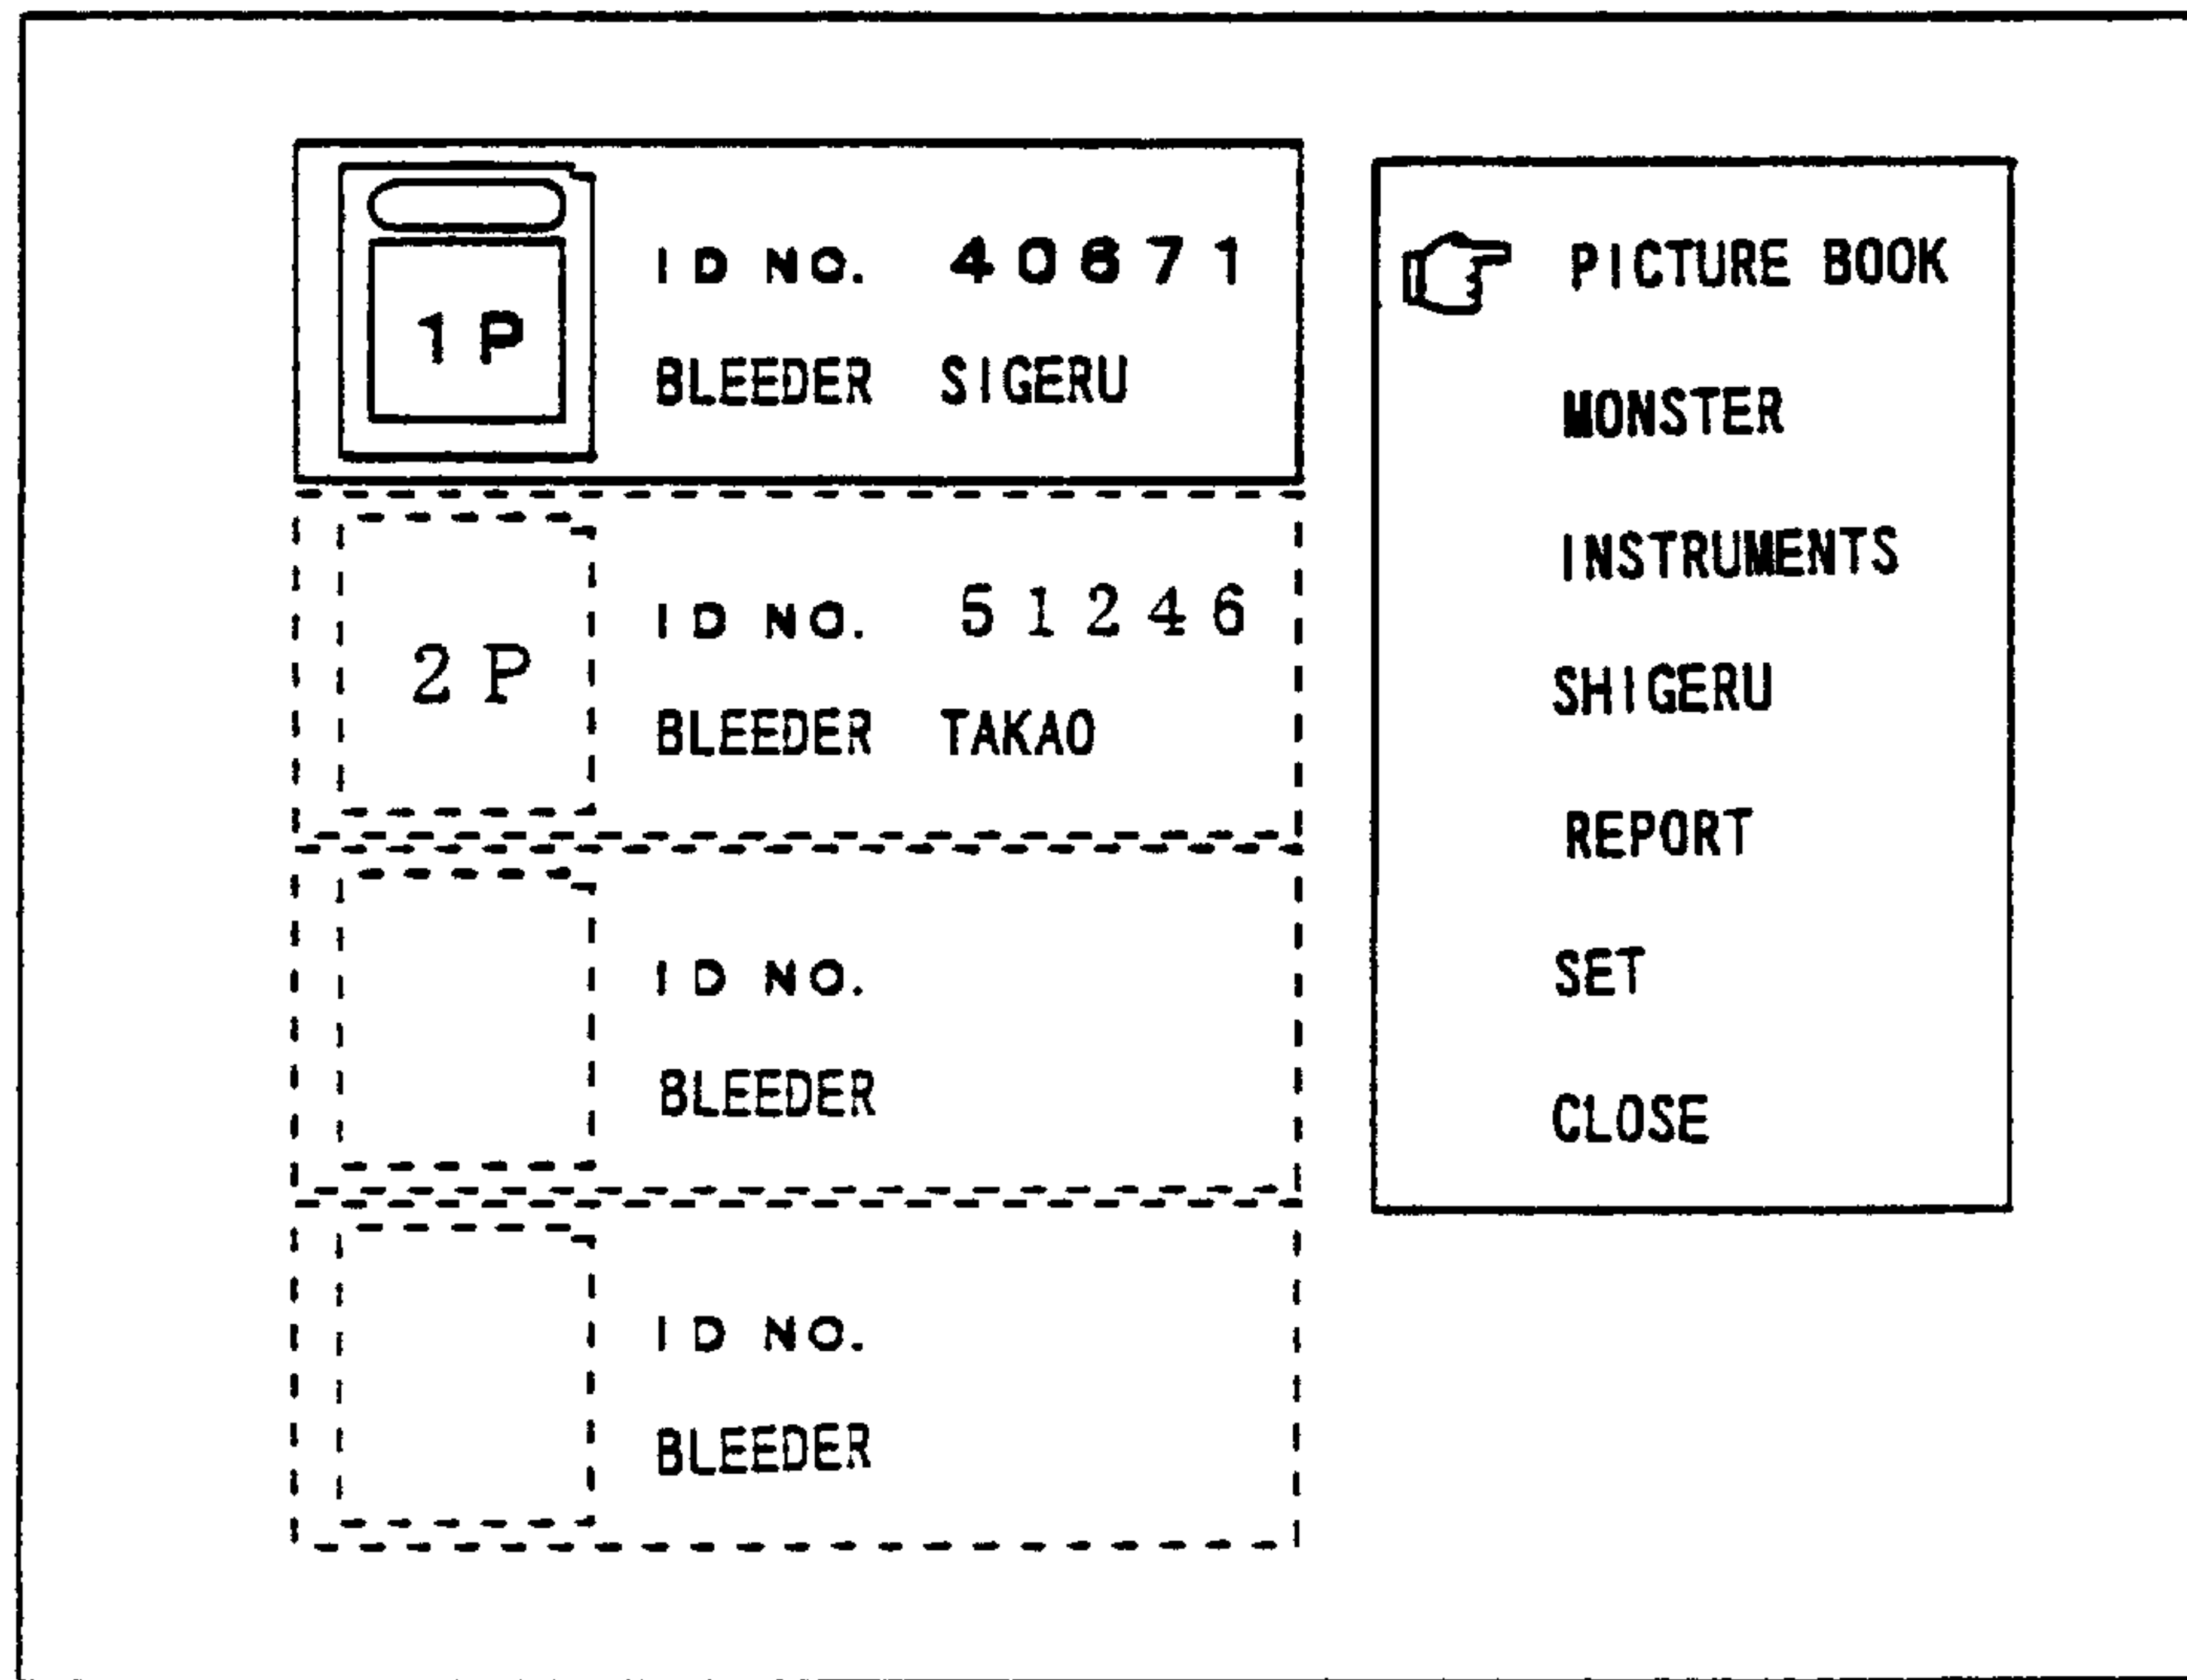 1P
ID NO. 40671
BLEEDER SIGERU
2P
ID NO. 51246
BLEEDER TAKAO
ID NO.
BLEEDER
ID NO.
BLEEDER
PICTURE BOOK
MONSTER
INSTRUMENTS
SHIGERU
REPORT
SET
CLOSE